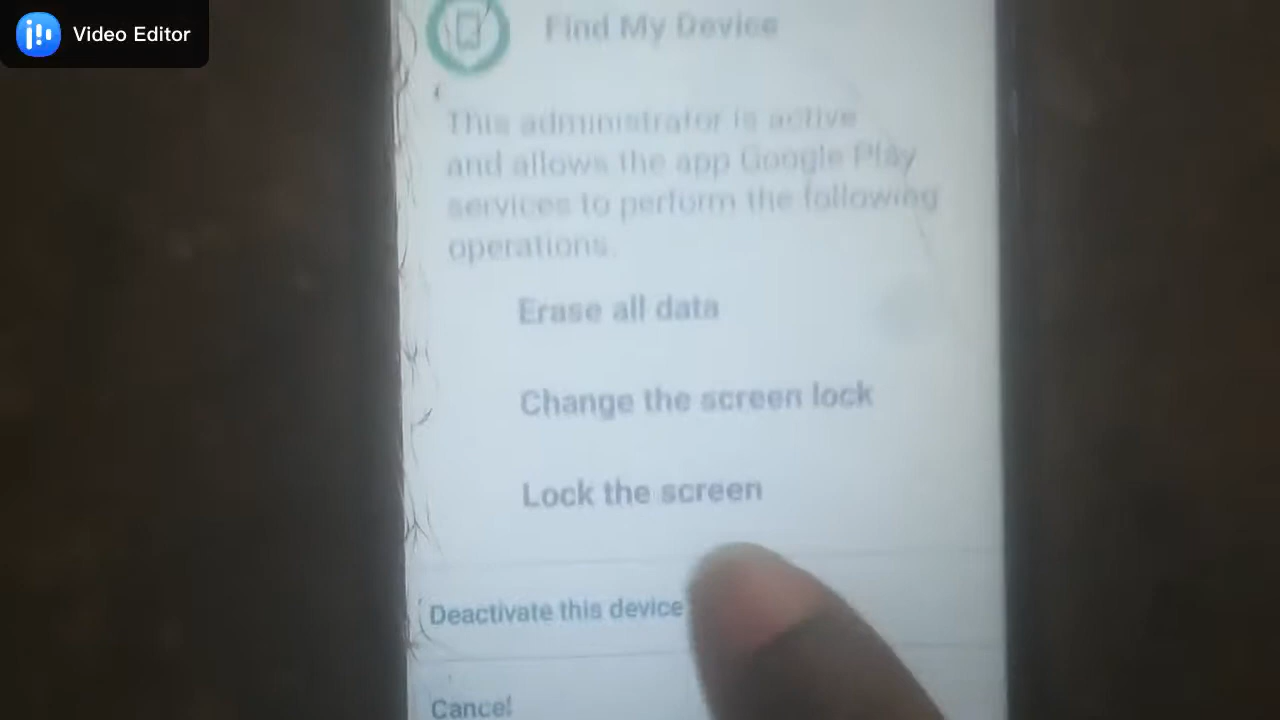 Video Editor
Find My Device
This administrator is active
and allows the app Google Play
services to perform the following
operations.
Erase all data
Change the screen lock
Lock the screen
Deactivate this device
Cancel